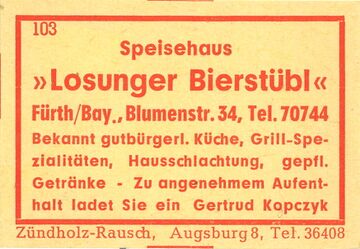 103
Speisehaus
»Losunger Bierstübl«
Fürth/Bay., Blumenstr. 34, Tel. 70744
Bekannt gutbürgerl. Küche, Grill-Spe-
zialitäten, Hausschlachtung, gepfl.
Getränke - Zu angenehmem Aufent-
halt ladet Sie ein Gertrud Kopczyk
Zündholz-Rausch, Augsburg 8, Tel. 36408